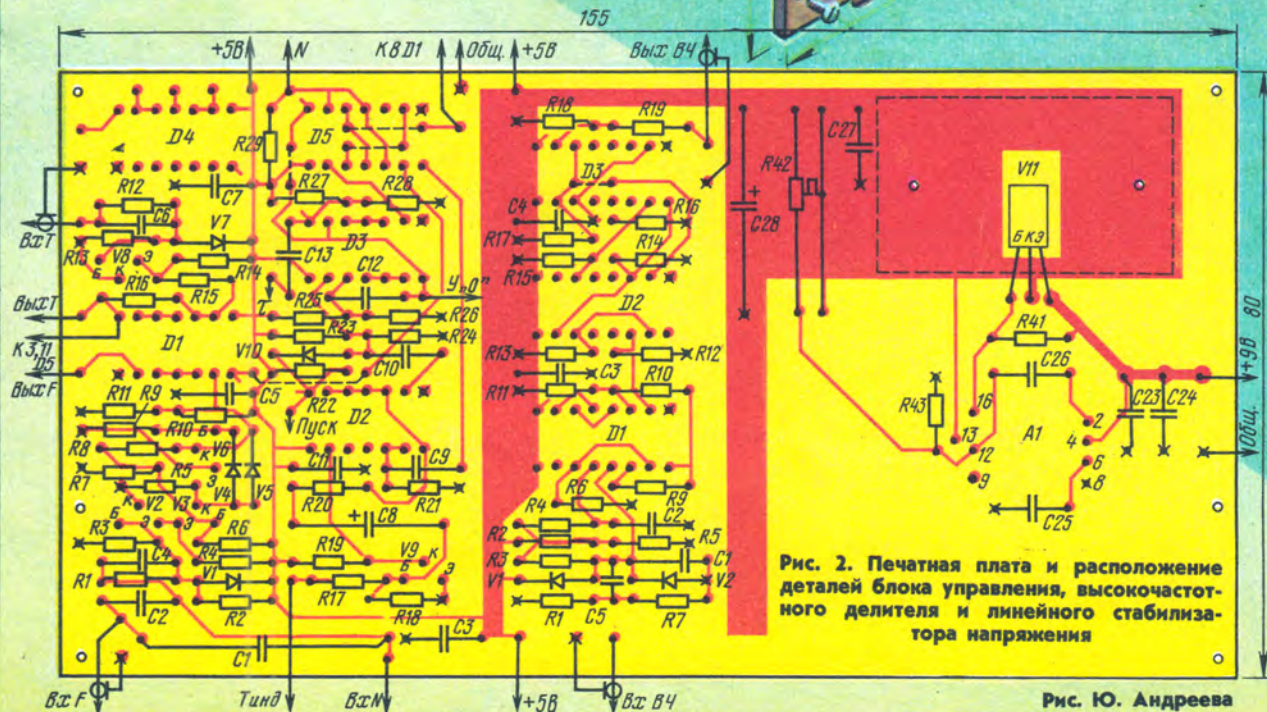 155
+5В N К8D1 Общ. +5В Вых ВЧ
R18 R19 C27
D4 R29 D5 D3 R42 V11
R12 C7 R27 R28 C28
C6 V7 C4 R16 Б К Э
Вх Т
R13 V8 Э C13 D3 R17 R14
Б К R14 C12 R15
R16 R15 τ У„0"
Вых Т R25 R26 D2 R41
К3,11 D1 R23 R24
D5 V10 C10 R13 R12 C26
Вых F C5 C3 R10 C23 C24 +9В 80
R11 R9 R22 D2 R11 R43 16 2
R10 Б Пуск A1 4
R8 К V6 D1 13 12 6 Общ.
R7 R5 Э C11 C9 9 8
К V2 V3 К V4 V5 R20 R21 R6 R9
Б Э Э Б C8 R4 C2 C25
R3 R6 R2 R5
C4 R4 R19 V9 К R3 C1
R1 V1 Б Э V1 V2
C2 R2 R17 R18 R1 C5 R7
C1 C3
Вх F Tинд Вх N +5В Вх ВЧ
Рис. 2. Печатная плата и расположение
деталей блока управления, высокочастот-
ного делителя и линейного стабилиза-
тора напряжения
Рис. Ю. Андреева